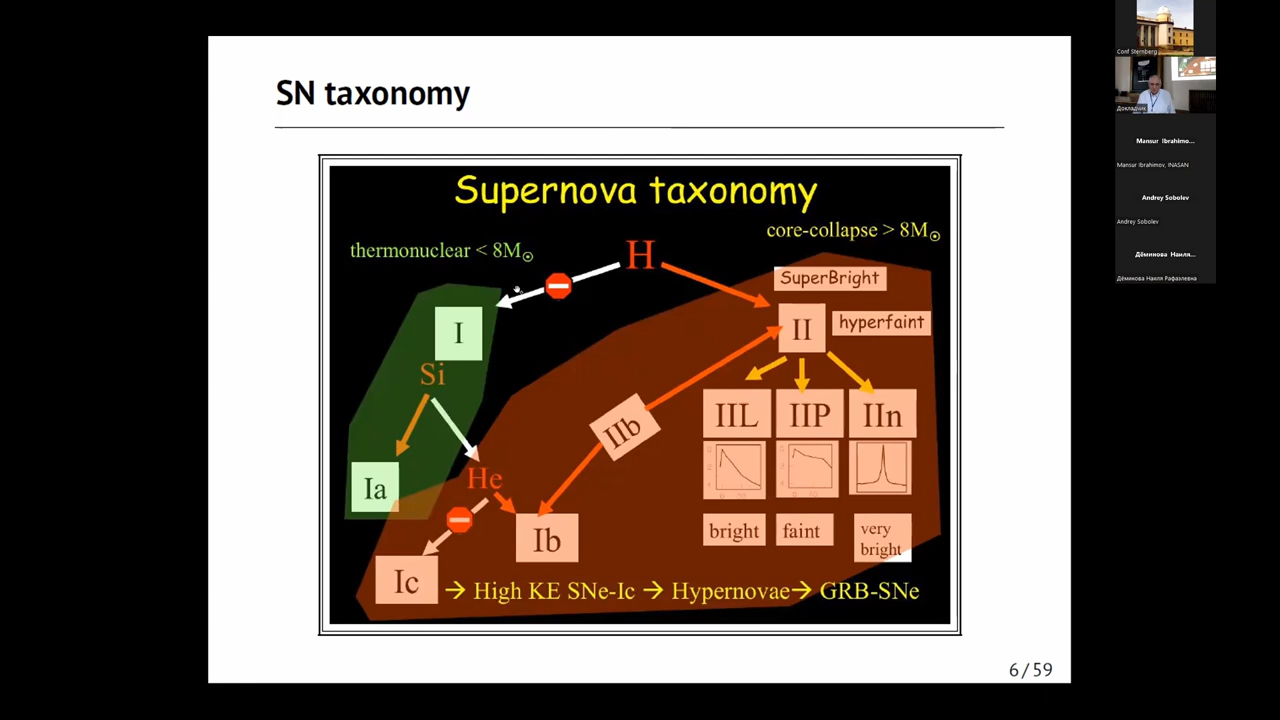 SN taxonomy
Supernova taxonomy
thermonuclear < 8M☉
core-collapse > 8M☉
H
SuperBright
I
II
hyperfaint
Si
IIb
IIL
IIP
IIn
Ia
He
Ib
bright
faint
very
bright
Ic
→ High KE SNe-Ic → Hypernovae → GRB-SNe
6/59
Conf Sternberg
Докладчик
Mansur Ibrahimo...
Mansur Ibrahimov, INASAN
Andrey Sobolev
Andrey Sobolev
Дёминова Наиля...
Дёминова Наиля Рафаэлевна